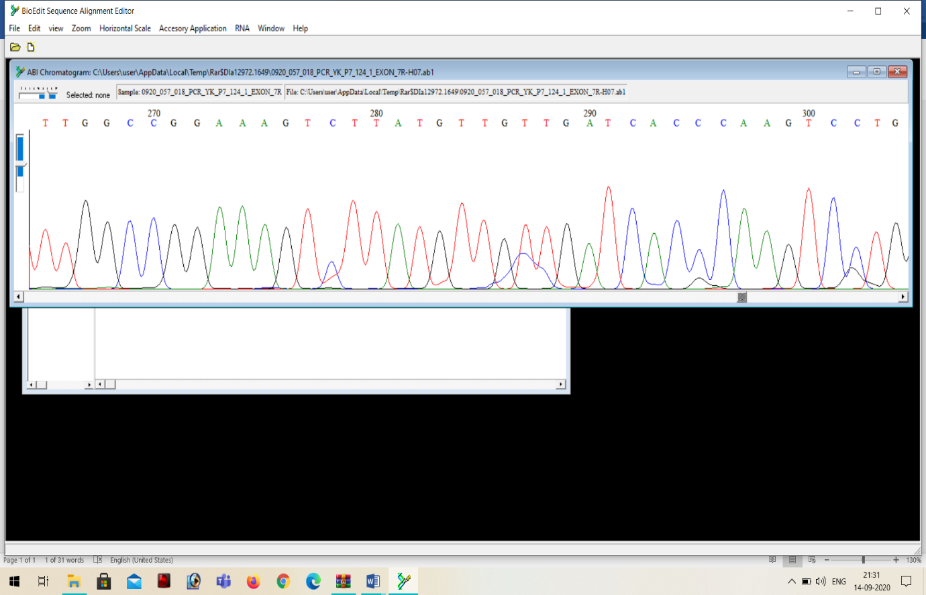 BioEdit Sequence Alignment Editor
File Edit view Zoom Horizontal Scale Accesory Application RNA Window Help
ABI Chromatogram: C:\Users\user\AppData\Local\Temp\Rar$DIa12972.1649\0920_057_018_PCR_YK_P7_124_1_EXON_7R-H07.ab1
Selected: none Sample: 0920_057_018_PCR_YK_P7_124_1_EXON_7R File: C:\Users\user\AppData\Local\Temp\Rar$DIa12972.1649\0920_057_018_PCR_YK_P7_124_1_EXON_7R-H07.ab1
270 280 290 300
T T G G C C G G A A A G T C T T A T G T T G T T G A T C A C C C A A G T C C T G
Page 1 of 1 1 of 31 words English (United States) 130%
ENG 21:31
14-09-2020